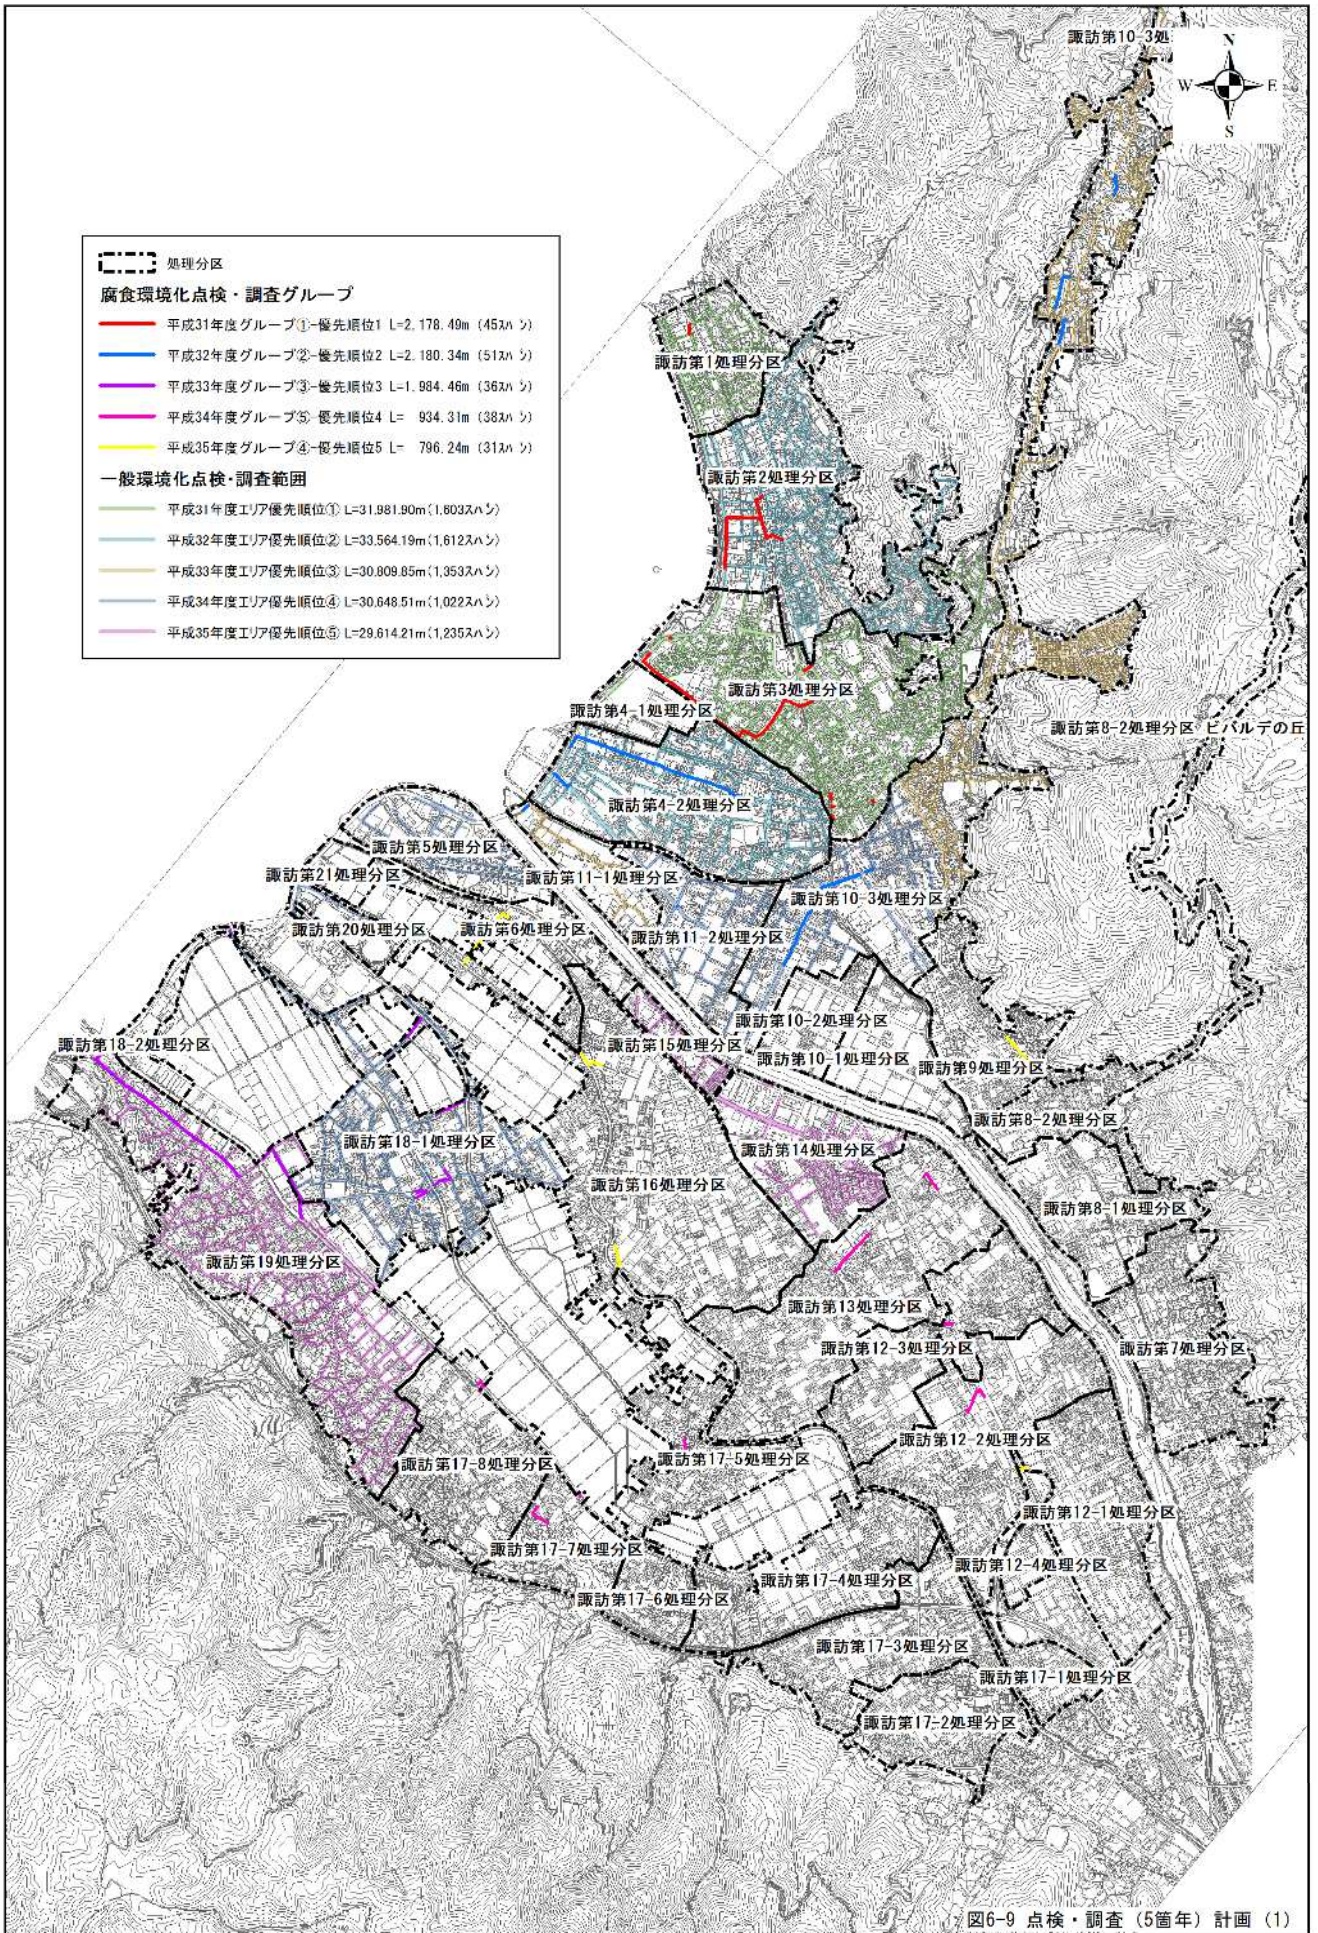 諏訪第10-3処
N
W
E
S
処理分区
腐食環境化点検・調査グループ
平成31年度グループ①-優先順位1 L=2,178.49m (45スパン)
平成32年度グループ②-優先順位2 L=2,180.34m (51スパン)
平成33年度グループ③-優先順位3 L=1,984.46m (36スパン)
平成34年度グループ⑤-優先順位4 L= 934.31m (38スパン)
平成35年度グループ④-優先順位5 L= 796.24m (31スパン)
一般環境化点検・調査範囲
平成31年度エリア優先順位① L=31,981.90m(1,603スパン)
平成32年度エリア優先順位② L=33,564.19m(1,612スパン)
平成33年度エリア優先順位③ L=30,809.85m(1,353スパン)
平成34年度エリア優先順位④ L=30,648.51m(1,022スパン)
平成35年度エリア優先順位⑤ L=29,614.21m(1,235スパン)
諏訪第1処理分区
諏訪第2処理分区
諏訪第3処理分区
諏訪第4-1処理分区
諏訪第8-2処理分区 ビバルデの丘
諏訪第4-2処理分区
諏訪第5処理分区
諏訪第21処理分区
諏訪第11-1処理分区
諏訪第10-3処理分区
諏訪第20処理分区
諏訪第6処理分区
諏訪第11-2処理分区
諏訪第10-2処理分区
諏訪第18-2処理分区
諏訪第15処理分区
諏訪第10-1処理分区
諏訪第9処理分区
諏訪第8-2処理分区
諏訪第18-1処理分区
諏訪第14処理分区
諏訪第16処理分区
諏訪第8-1処理分区
諏訪第19処理分区
諏訪第13処理分区
諏訪第12-3処理分区
諏訪第7処理分区
諏訪第12-2処理分区
諏訪第17-8処理分区
諏訪第17-5処理分区
諏訪第12-1処理分区
諏訪第17-7処理分区
諏訪第12-4処理分区
諏訪第17-4処理分区
諏訪第17-6処理分区
諏訪第17-3処理分区
諏訪第17-1処理分区
諏訪第17-2処理分区
図6-9 点検・調査（5箇年）計画（1）